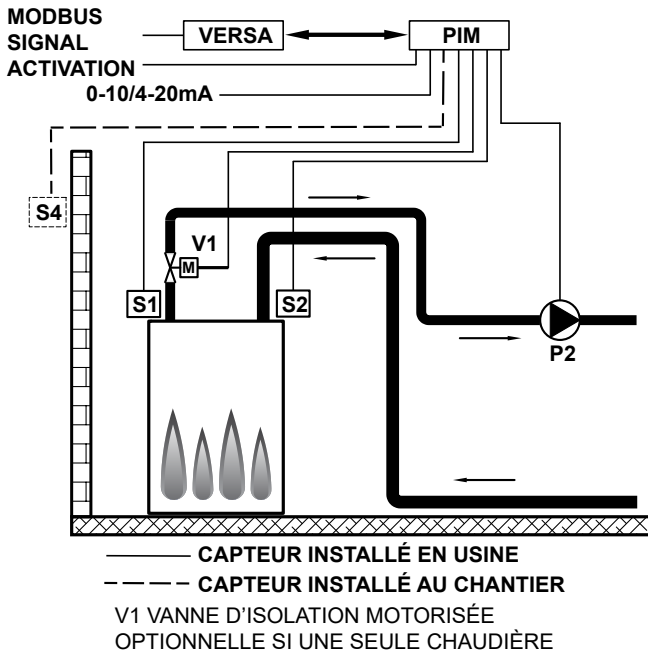 MODBUS
SIGNAL
ACTIVATION
VERSA
PIM
0-10/4-20mA
S4
V1
M
S1
S2
P2
CAPTEUR INSTALLÉ EN USINE
CAPTEUR INSTALLÉ AU CHANTIER
V1 VANNE D'ISOLATION MOTORISÉE
OPTIONNELLE SI UNE SEULE CHAUDIÈRE